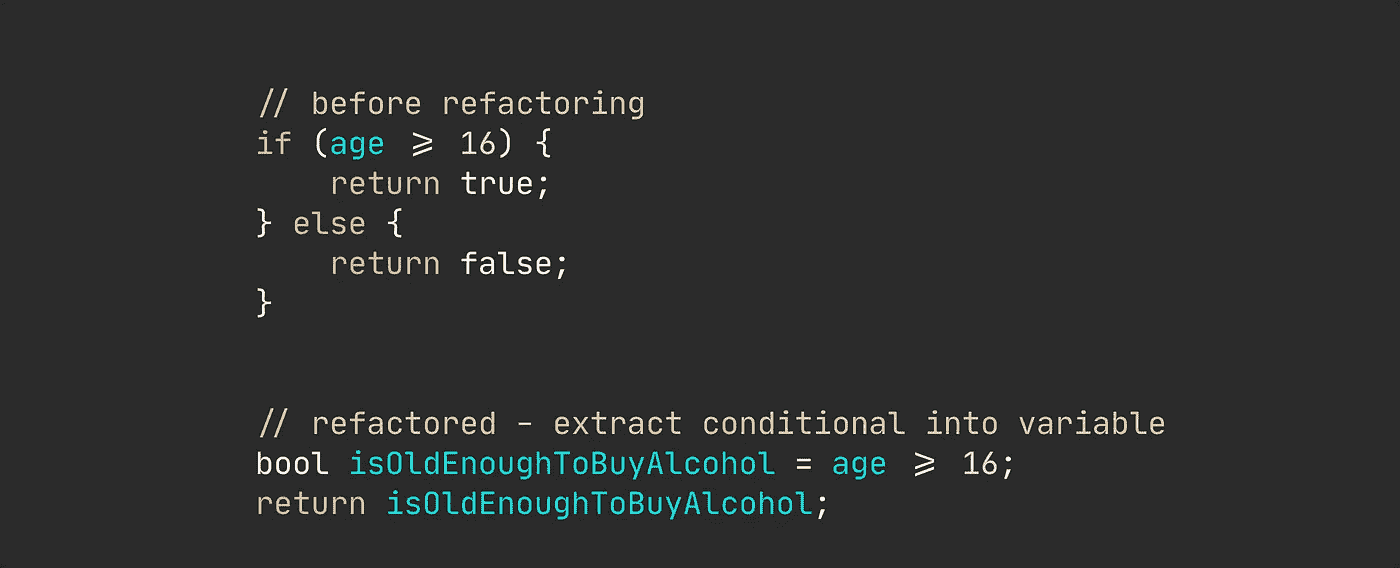 // before refactoring
if (age >= 16) {
    return true;
} else {
    return false;
}
// refactored - extract conditional into variable
bool isOldEnoughToBuyAlcohol = age >= 16;
return isOldEnoughToBuyAlcohol;